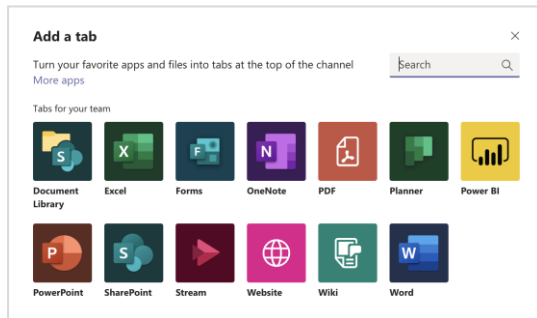 Add a tab
Turn your favorite apps and files into tabs at the top of the channel
Search
More apps
Tabs for your team
S
X
F
N
Document
Library
Excel
Forms
OneNote
PDF
Planner
Power BI
P
S
W
PowerPoint
SharePoint
Stream
Website
Wiki
Word